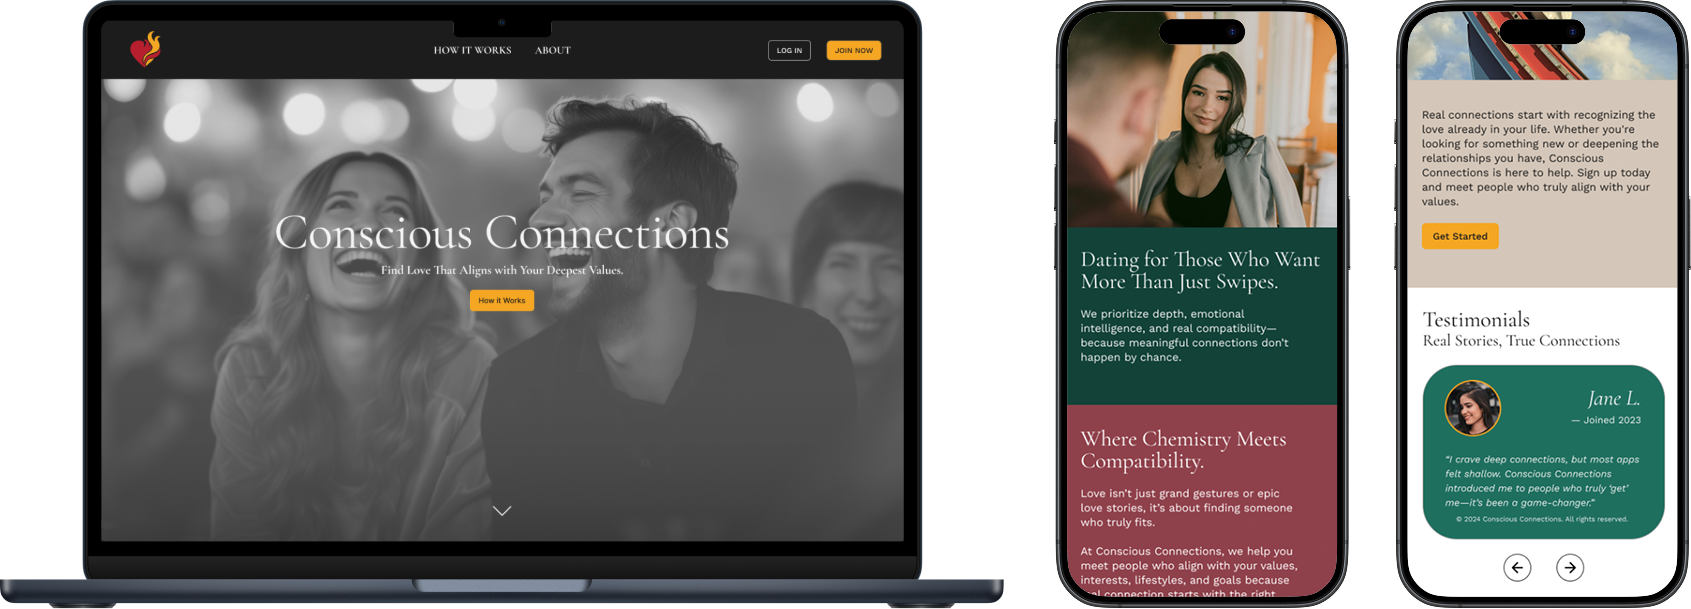 HOW IT WORKS
ABOUT
LOG IN
JOIN NOW
Conscious Connections
Find Love That Aligns with Your Deepest Values.
How it Works
Dating for Those Who Want
More Than Just Swipes.
We prioritize depth, emotional
intelligence, and real compatibility—
because meaningful connections don't
happen by chance.
Where Chemistry Meets
Compatibility.
Love isn't just grand gestures or epic
love stories, it's about finding someone
who truly fits.
At Conscious Connections, we help you
meet people who align with your values,
interests, lifestyles, and goals because
real connection starts with the right
Real connections start with recognizing the
love already in your life. Whether you're
looking for something new or deepening the
relationships you have, Conscious
Connections is here to help. Sign up today
and meet people who truly align with your
values.
Get Started
Testimonials
Real Stories, True Connections
Jane L.
— Joined 2023
“I crave deep connections, but most apps
felt shallow. Conscious Connections
introduced me to people who truly ‘get’
me—it's been a game-changer.”
© 2024 Conscious Connections. All rights reserved.